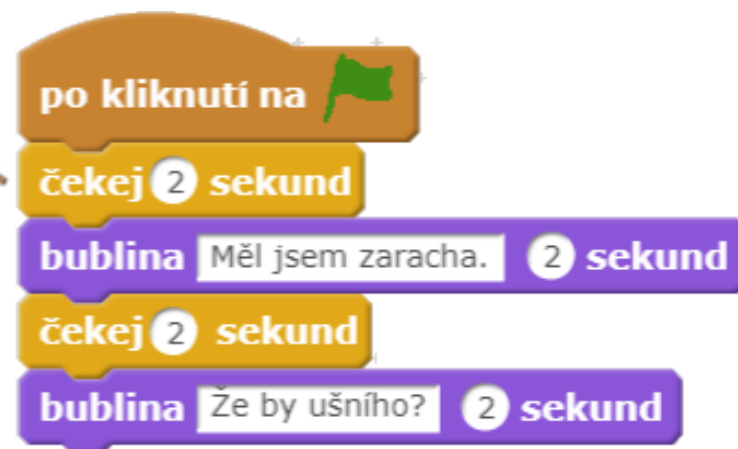 po kliknutí na
čekej 2 sekund
bublina Měl jsem zaracha. 2 sekund
čekej 2 sekund
bublina Že by ušního? 2 sekund